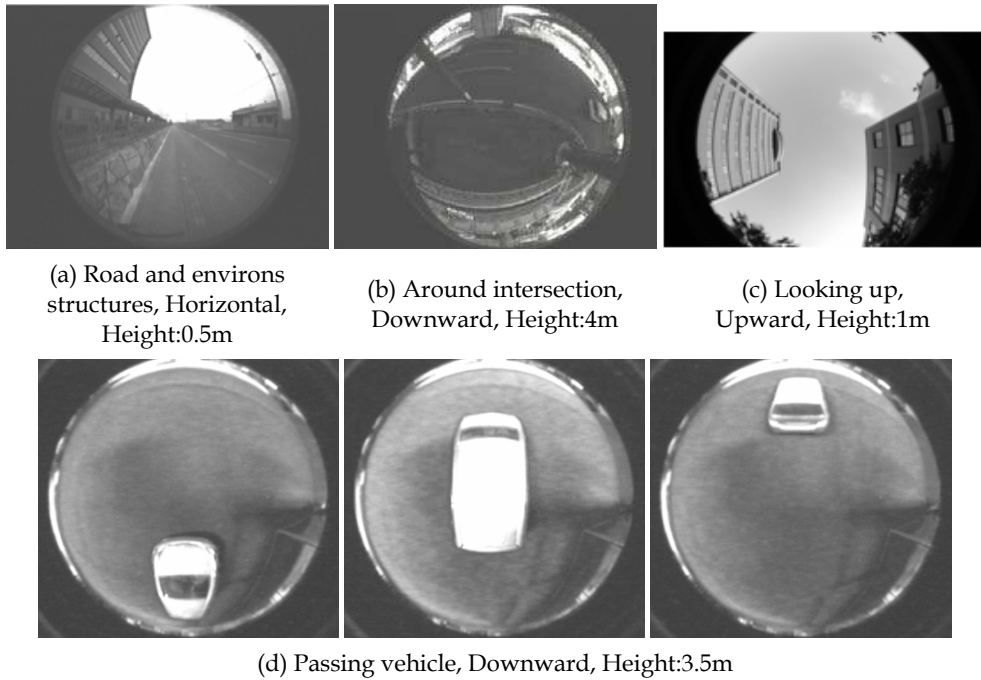 (a) Road and environs
structures, Horizontal,
Height:0.5m
(b) Around intersection,
Downward, Height:4m
(c) Looking up,
Upward, Height:1m
(d) Passing vehicle, Downward, Height:3.5m